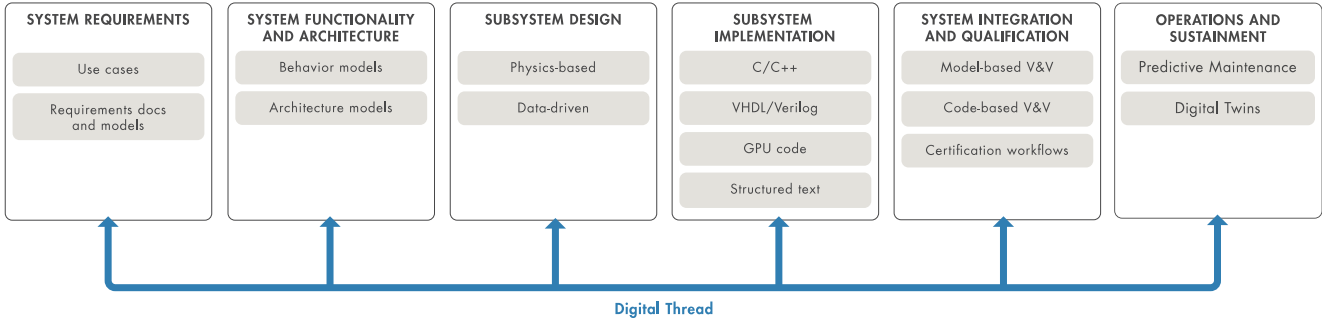 SYSTEM REQUIREMENTS
Use cases
Requirements docs
and models
SYSTEM FUNCTIONALITY
AND ARCHITECTURE
Behavior models
Architecture models
SUBSYSTEM DESIGN
Physics-based
Data-driven
SUBSYSTEM
IMPLEMENTATION
C/C++
VHDL/Verilog
GPU code
Structured text
SYSTEM INTEGRATION
AND QUALIFICATION
Model-based V&V
Code-based V&V
Certification workflows
OPERATIONS AND
SUSTAINMENT
Predictive Maintenance
Digital Twins
Digital Thread